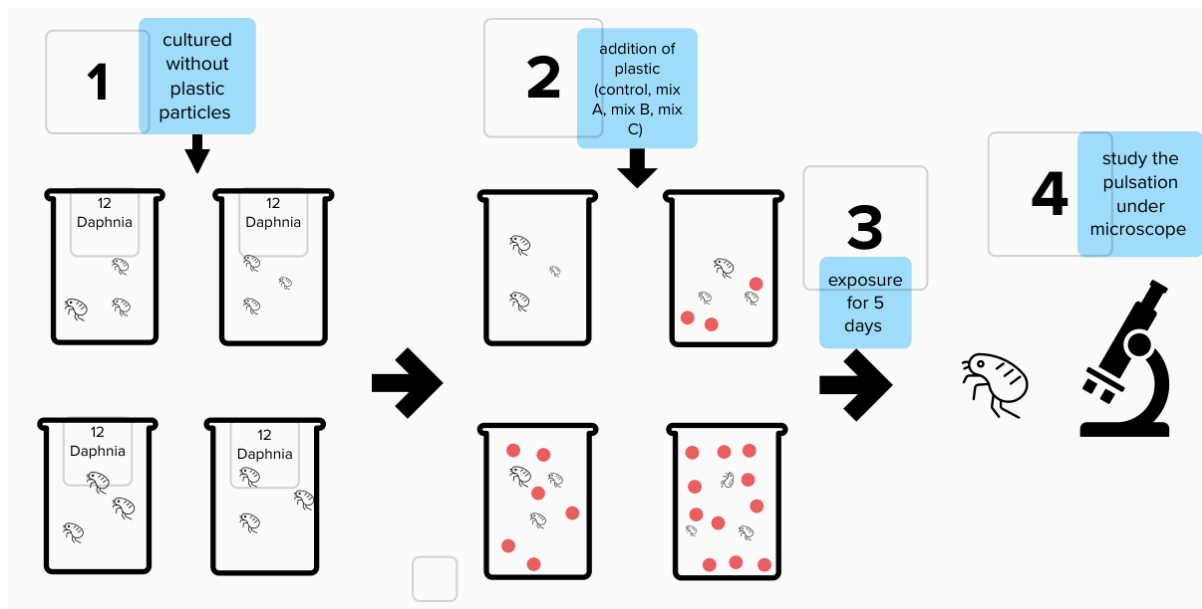 1
cultured
without
plastic
particles
2
addition of
plastic
(control, mix
A, mix B, mix
C)
12
Daphnia
12
Daphnia
12
Daphnia
12
Daphnia
3
exposure
for 5
days
4
study the
pulsation
under
microscope